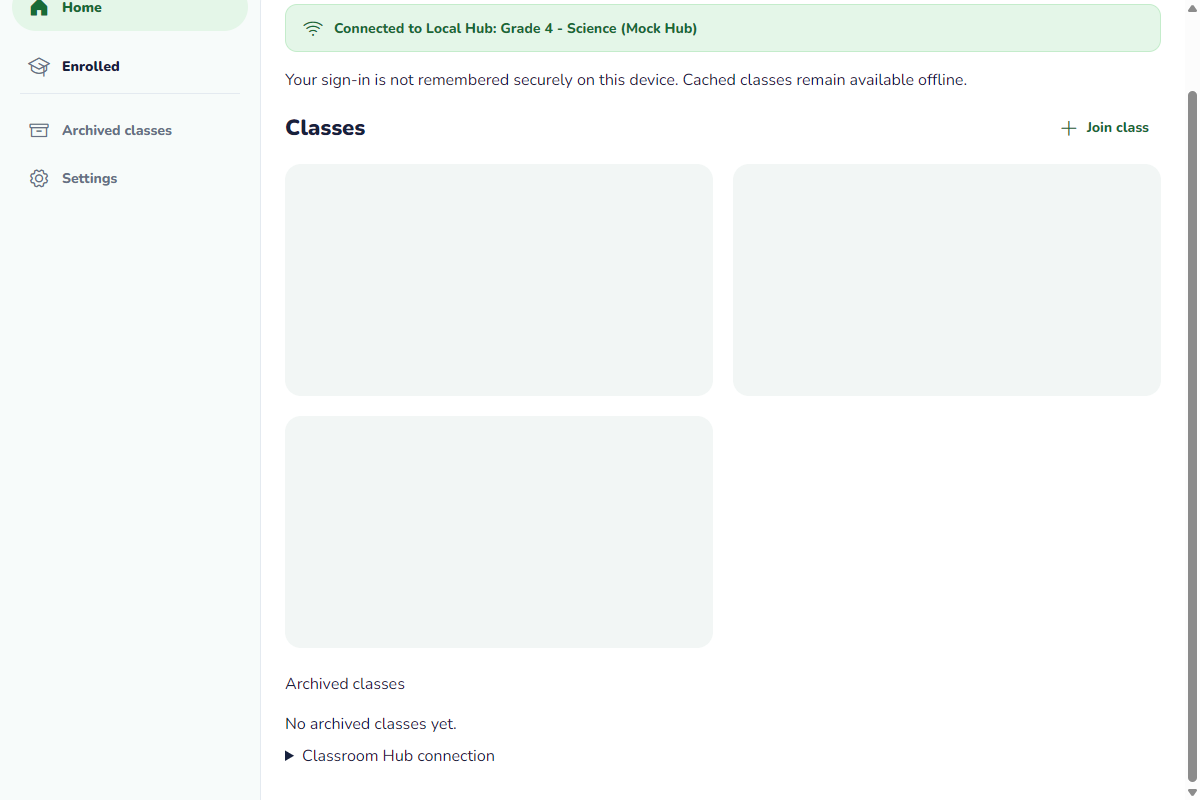 Home
Enrolled
Archived classes
Settings
Connected to Local Hub: Grade 4 - Science (Mock Hub)
Your sign-in is not remembered securely on this device. Cached classes remain available offline.
Classes
Join class
Archived classes
No archived classes yet.
Classroom Hub connection